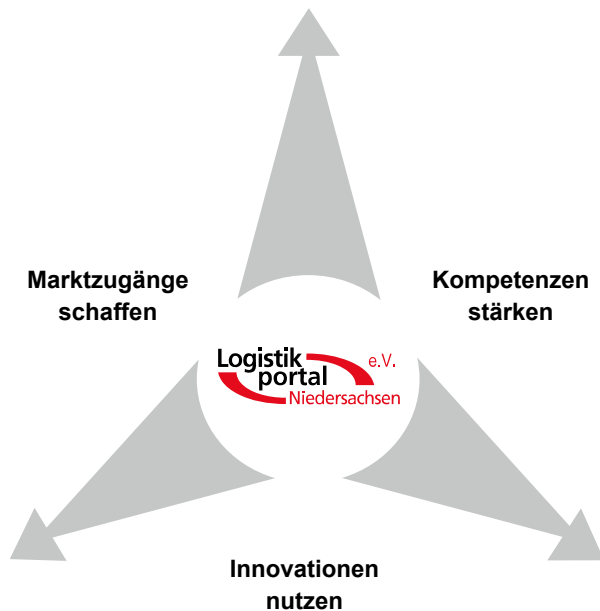 Marktzugänge
schaffen
Kompetenzen
stärken
Logistik e.V.
portal
Niedersachsen
Innovationen
nutzen